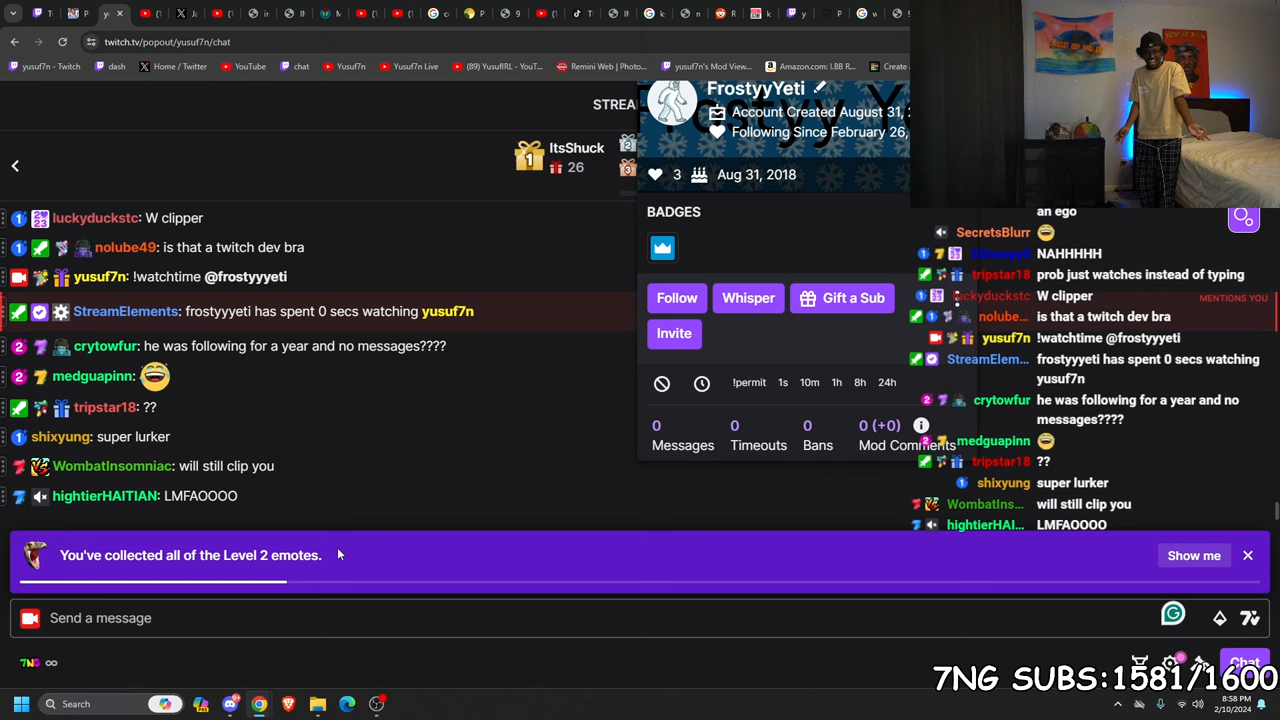 twitch.tv/popout/yusuf7n/chat
yusuf7n - Twitch
dash
Home / Twitter
YouTube
chat
Yusuf7n
Yusuf7n Live
(89) YusufIRL - YouT...
Remini Web | Photo...
yusuf7n's Mod View...
Amazon.com: I.BB R...
Create a
STREA
ItsShuck
26
luckyduckstc: W clipper
nolube49: is that a twitch dev bra
yusuf7n: !watchtime @frostyyyeti
StreamElements: frostyyyeti has spent 0 secs watching yusuf7n
crytowfur: he was following for a year and no messages????
medguapinn:
tripstar18: ??
shixyung: super lurker
WombatInsomniac: will still clip you
hightierHAITIAN: LMFAOOOO
FrostyyYeti
Account Created August 31, 2
Following Since February 26,
3
Aug 31, 2018
BADGES
Follow
Whisper
Gift a Sub
Invite
!permit 1s 10m 1h 8h 24h
0 0 0 0 (+0)
Messages Timeouts Bans Mod Comments
an ego
SecretsBlurr
NAHHHHH
tripstar18 prob just watches instead of typing
luckyduckstc W clipper
MENTIONS YOU
nolube... is that a twitch dev bra
yusuf7n !watchtime @frostyyyeti
StreamElem... frostyyyeti has spent 0 secs watching
yusuf7n
crytowfur he was following for a year and no
messages????
medguapinn
tripstar18 ??
shixyung super lurker
WombatIns... will still clip you
hightierHAI... LMFAOOOO
You've collected all of the Level 2 emotes.
Show me
Send a message
7NG
Chat
7NG SUBS:1581/1600
Search
8:58 PM
2/10/2024